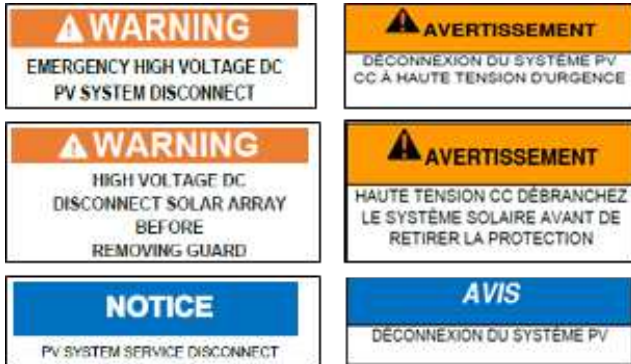 WARNING
EMERGENCY HIGH VOLTAGE DC
PV SYSTEM DISCONNECT
AVERTISSEMENT
DÉCONNEXION DU SYSTÈME PV
CC À HAUTE TENSION D'URGENCE
WARNING
HIGH VOLTAGE DC
DISCONNECT SOLAR ARRAY
BEFORE
REMOVING GUARD
AVERTISSEMENT
HAUTE TENSION CC DÉBRANCHEZ
LE SYSTÈME SOLAIRE AVANT DE
RETIRER LA PROTECTION
NOTICE
PV SYSTEM SERVICE DISCONNECT
AVIS
DÉCONNEXION DU SYSTÈME PV